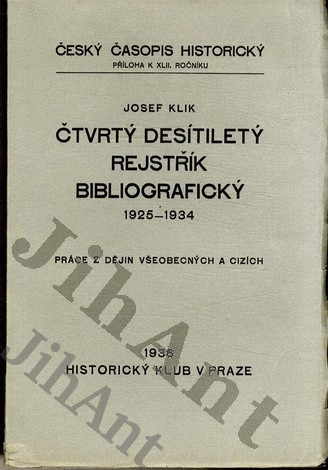 ČESKÝ ČASOPIS HISTORICKÝ
PŘÍLOHA K XLII. ROČNÍKU
JOSEF KLIK
ČTVRTÝ DESÍTILETÝ
REJSTŘÍK
BIBLIOGRAFICKÝ
1925–1934
PRÁCE Z DĚJIN VŠEOBECNÝCH A CIZÍCH
HISTORICKÝ KLUB V PRAZE
JihAnt
JihAnt